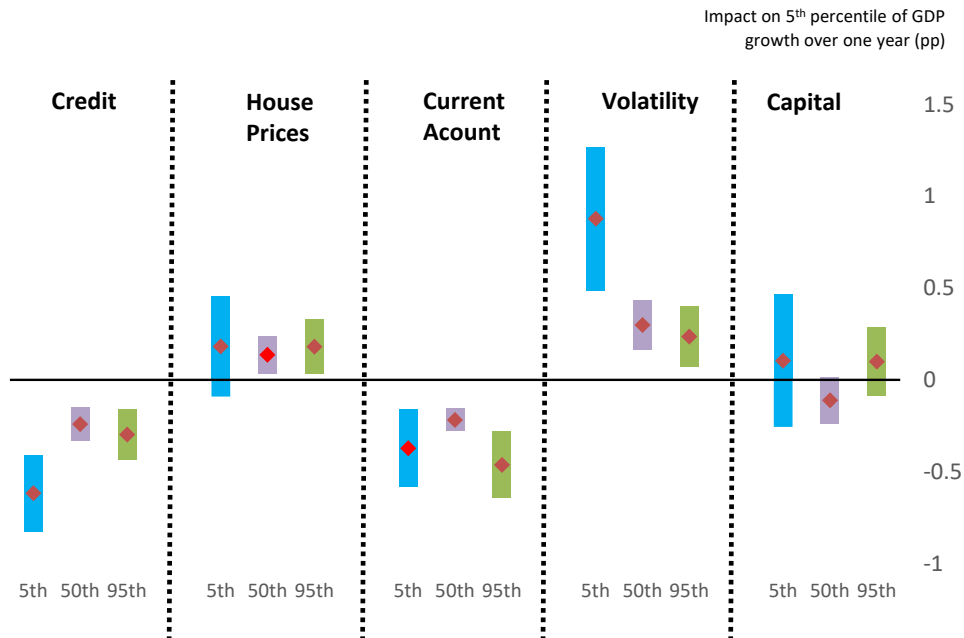 Impact on 5th percentile of GDP
growth over one year (pp)
Credit
House
Prices
Current
Acount
Volatility
Capital
1.5
1
0.5
0
-0.5
-1
5th 50th 95th
5th 50th 95th
5th 50th 95th
5th 50th 95th
5th 50th 95th